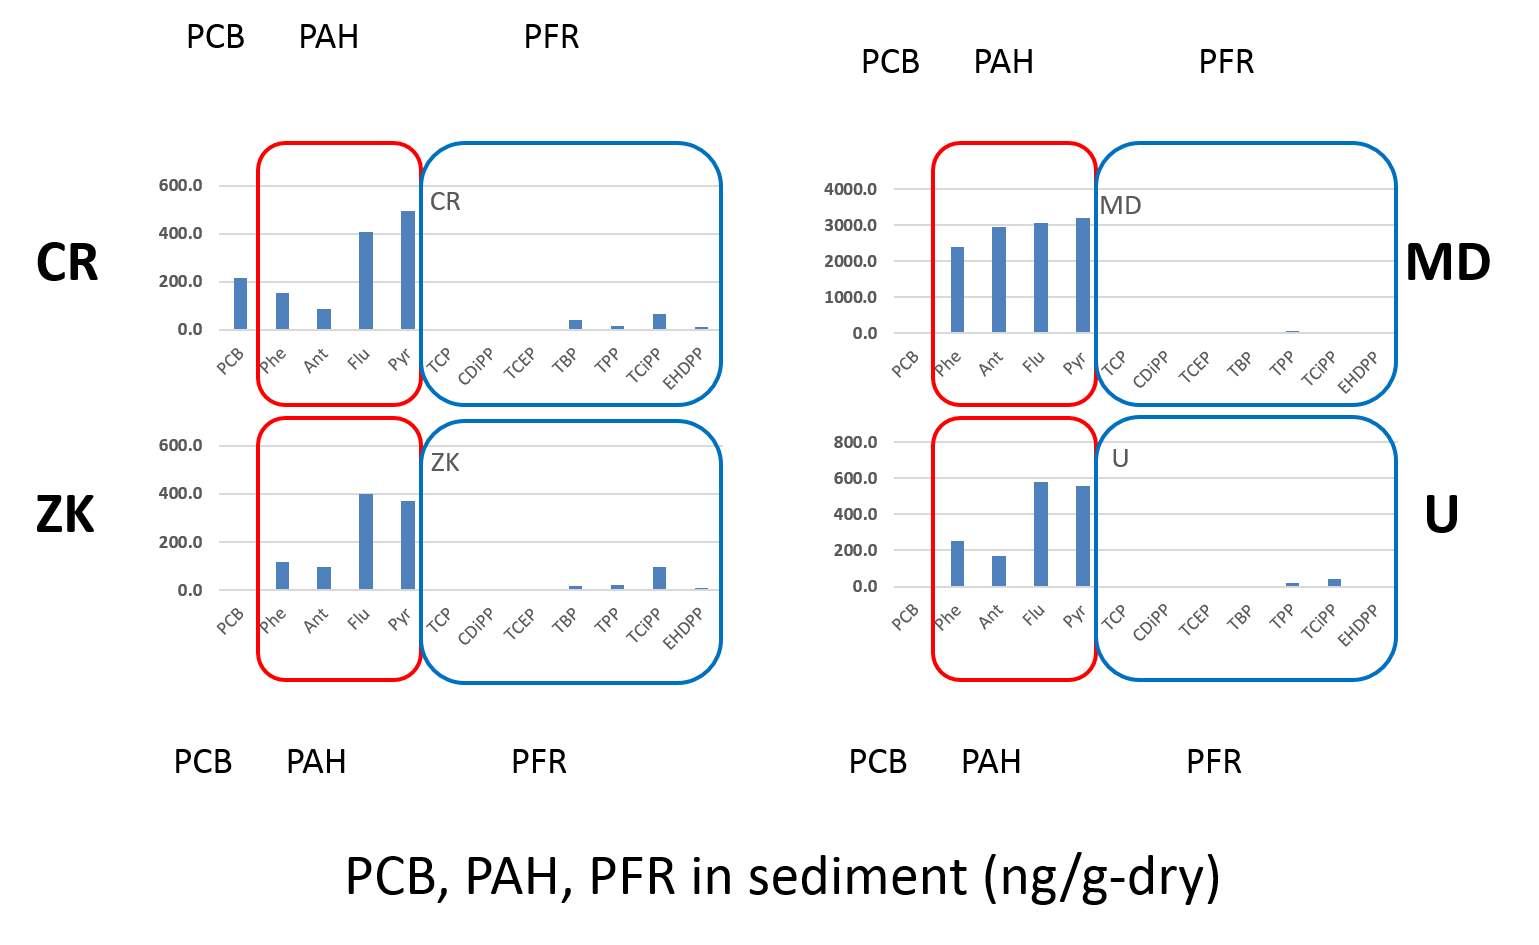 PCB PAH PFR
PCB PAH PFR
CR
600.0
400.0
200.0
0.0
CR
PCB Phe Ant Flu Pyr TCP CDiPP TCEP TBP TPP TCiPP EHDPP
4000.0
3000.0
2000.0
1000.0
0.0
MD
PCB Phe Ant Flu Pyr TCP CDiPP TCEP TBP TPP TCiPP EHDPP
MD
ZK
600.0
400.0
200.0
0.0
ZK
PCB Phe Ant Flu Pyr TCP CDiPP TCEP TBP TPP TCiPP EHDPP
800.0
600.0
400.0
200.0
0.0
U
PCB Phe Ant Flu Pyr TCP CDiPP TCEP TBP TPP TCiPP EHDPP
U
PCB PAH PFR
PCB PAH PFR
PCB, PAH, PFR in sediment (ng/g-dry)